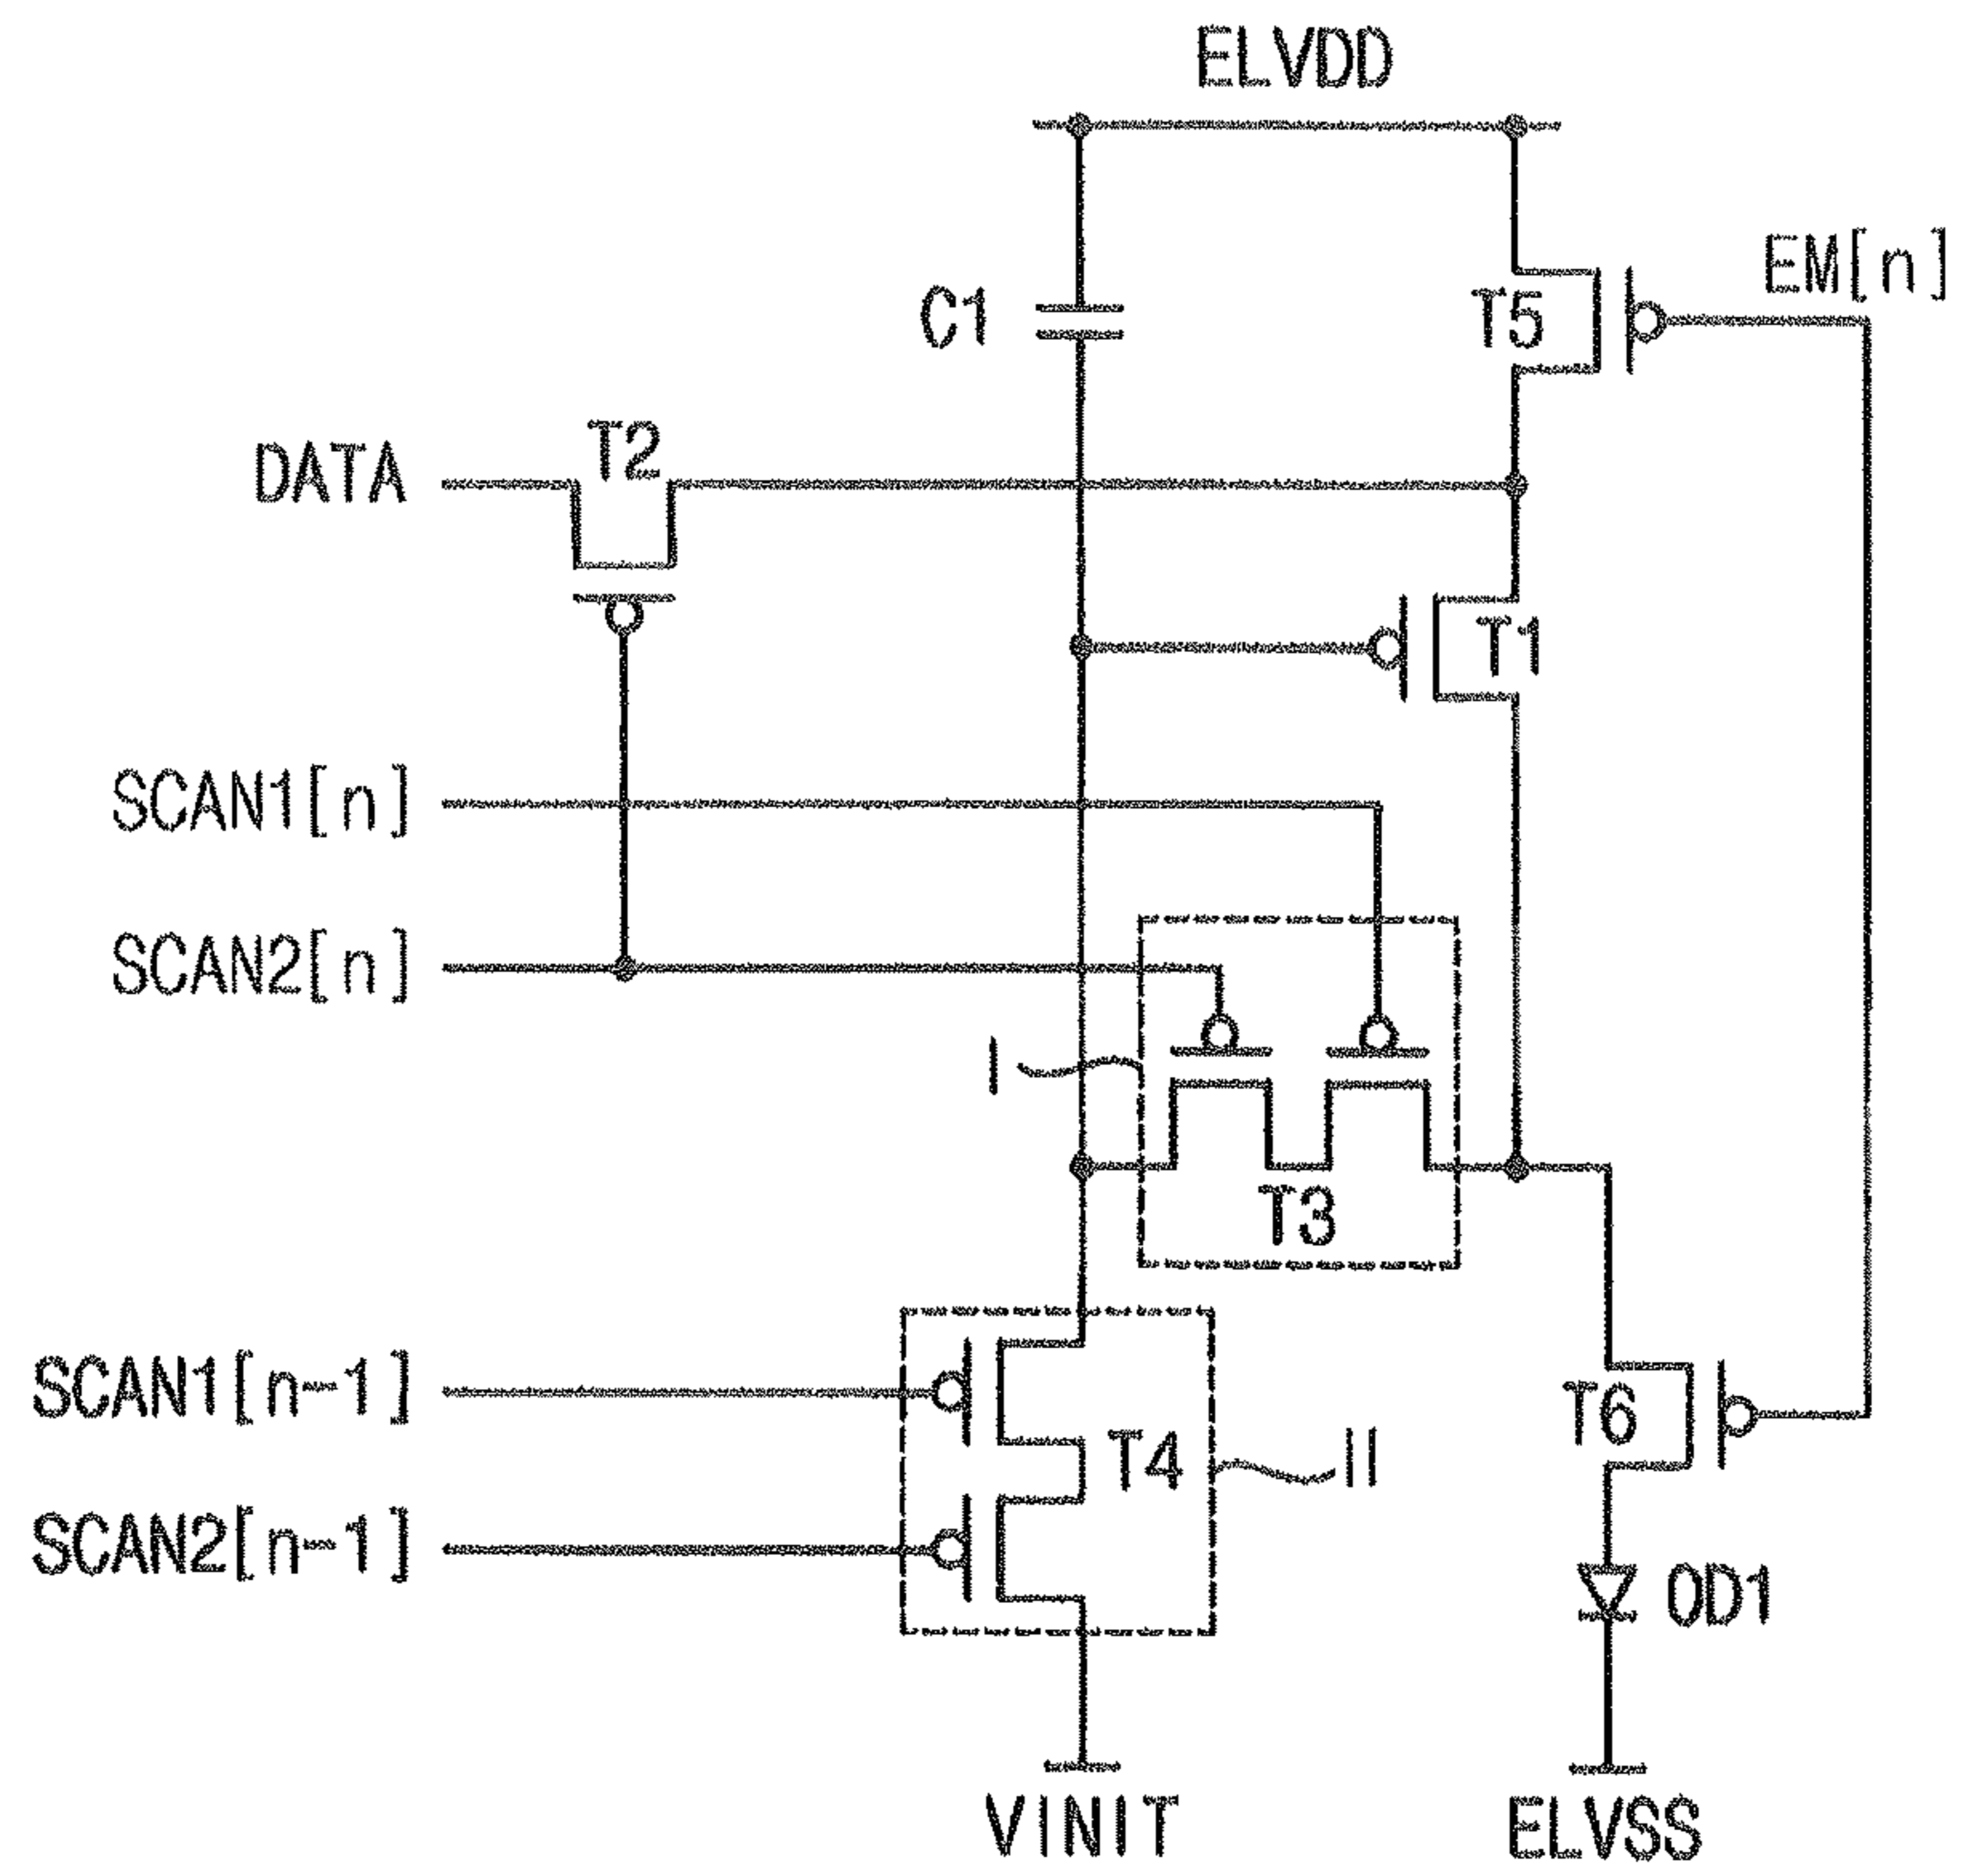 ELVDD
EM[n]
C1
T5
T2
DATA
T1
SCAN1[n]
SCAN2[n]
I
T3
SCAN1[n-1]
T6
T4
II
SCAN2[n-1]
OD1
VINIT
ELVSS